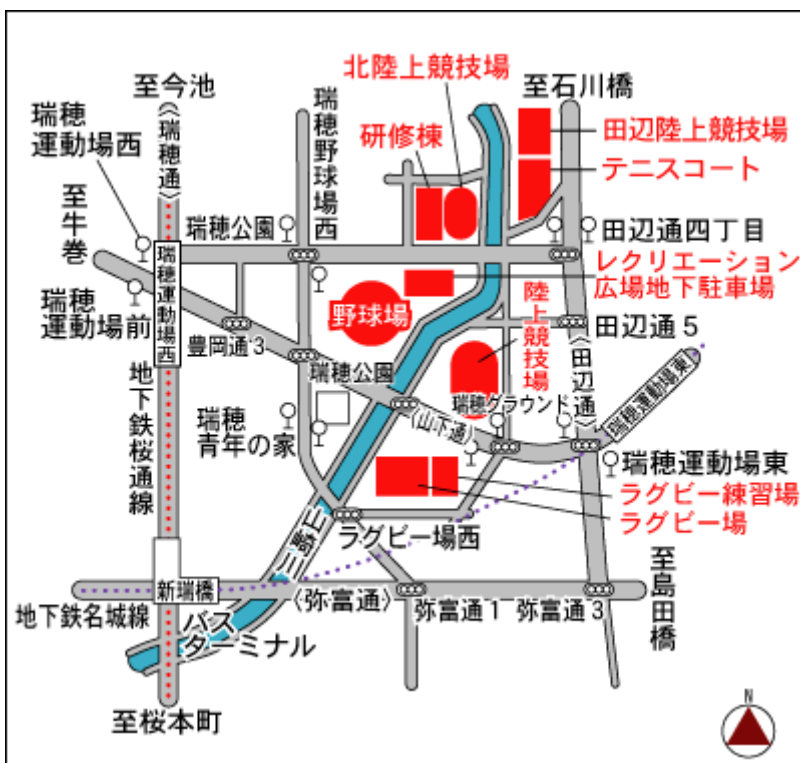 北陸上競技場
至今池
至石川橋
瑞穂
運動場西
〈瑞穂通〉
瑞穂野球場西
研修棟
田辺陸上競技場
テニスコート
至牛巻
瑞穂公園
田辺通四丁目
瑞穂運動場西
レクリエーション
広場地下駐車場
瑞穂
運動場前
野球場
陸上競技場
豊岡通3
田辺通5
瑞穂公園
〈田辺通〉
瑞穂運動場東
地下鉄桜通線
瑞穂グラウンド
瑞穂
青年の家
〈山下通〉
瑞穂運動場東
ラグビー練習場
ラグビー場
ラグビー場西
山崎川
至島田橋
新瑞橋
地下鉄名城線
〈弥富通〉
弥富通1
弥富通3
バス
ターミナル
至桜本町
N